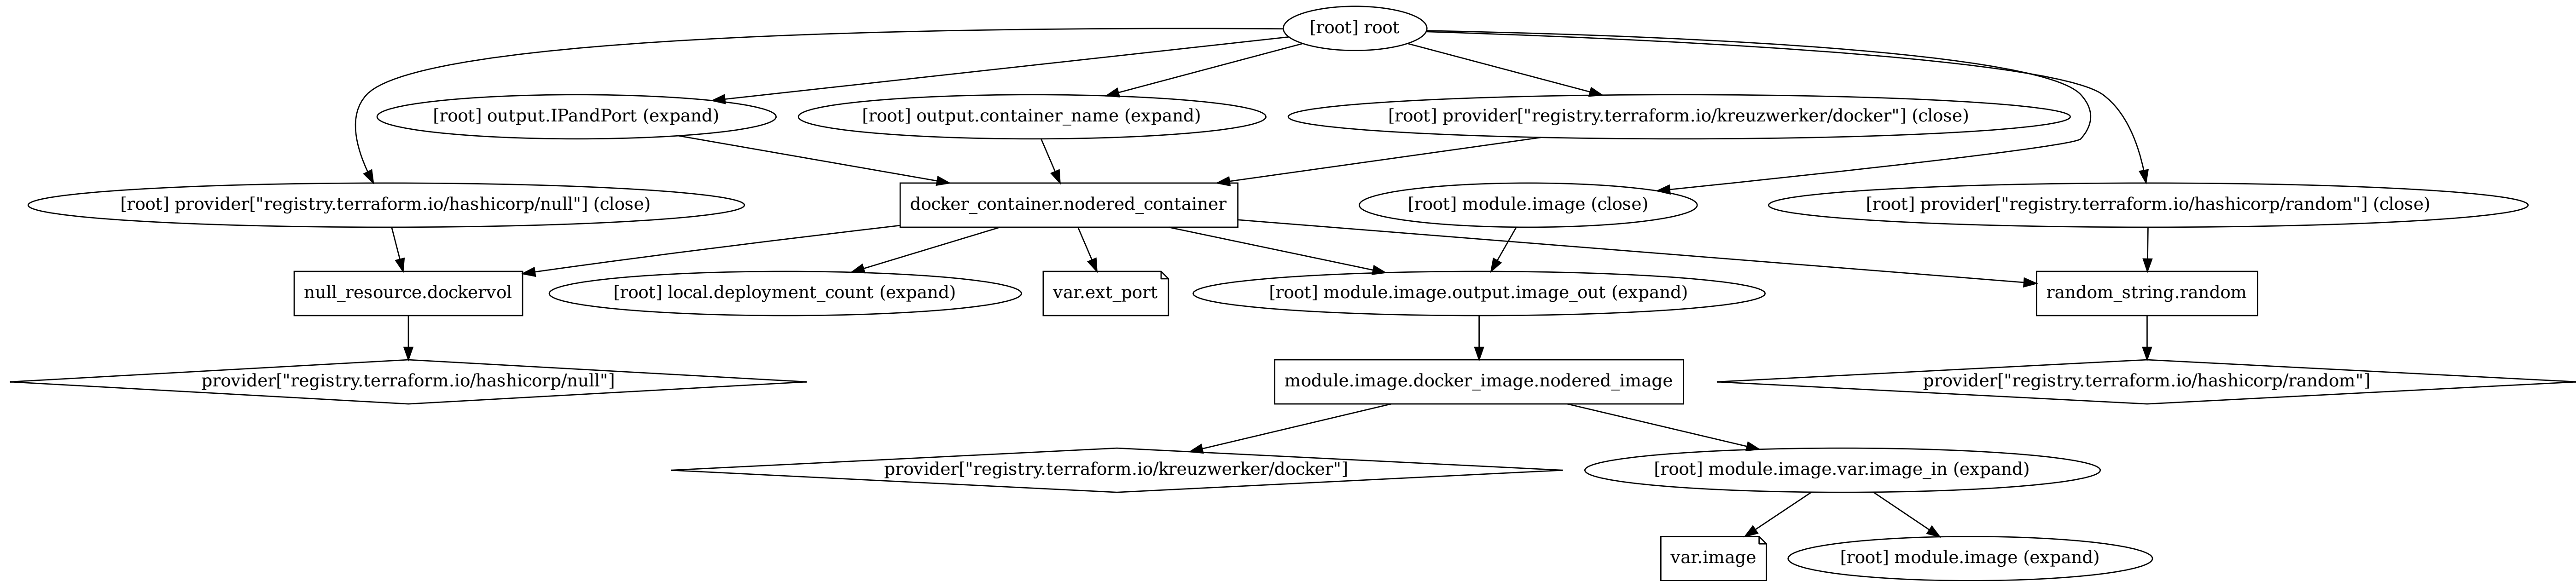 [root] root
[root] output.IPandPort (expand)
[root] output.container_name (expand)
[root] provider["registry.terraform.io/kreuzwerker/docker"] (close)
[root] provider["registry.terraform.io/hashicorp/null"] (close)
docker_container.nodered_container
[root] module.image (close)
[root] provider["registry.terraform.io/hashicorp/random"] (close)
null_resource.dockervol
[root] local.deployment_count (expand)
var.ext_port
[root] module.image.output.image_out (expand)
random_string.random
provider["registry.terraform.io/hashicorp/null"]
module.image.docker_image.nodered_image
provider["registry.terraform.io/hashicorp/random"]
provider["registry.terraform.io/kreuzwerker/docker"]
[root] module.image.var.image_in (expand)
var.image
[root] module.image (expand)